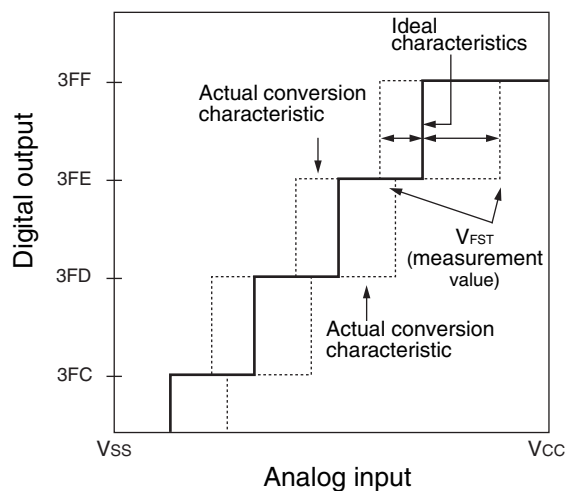 Ideal
characteristics
3FF
Actual conversion
characteristic
3FE
Digital output
VFST
(measurement
value)
3FD
Actual conversion
characteristic
3FC
VSS
VCC
Analog input